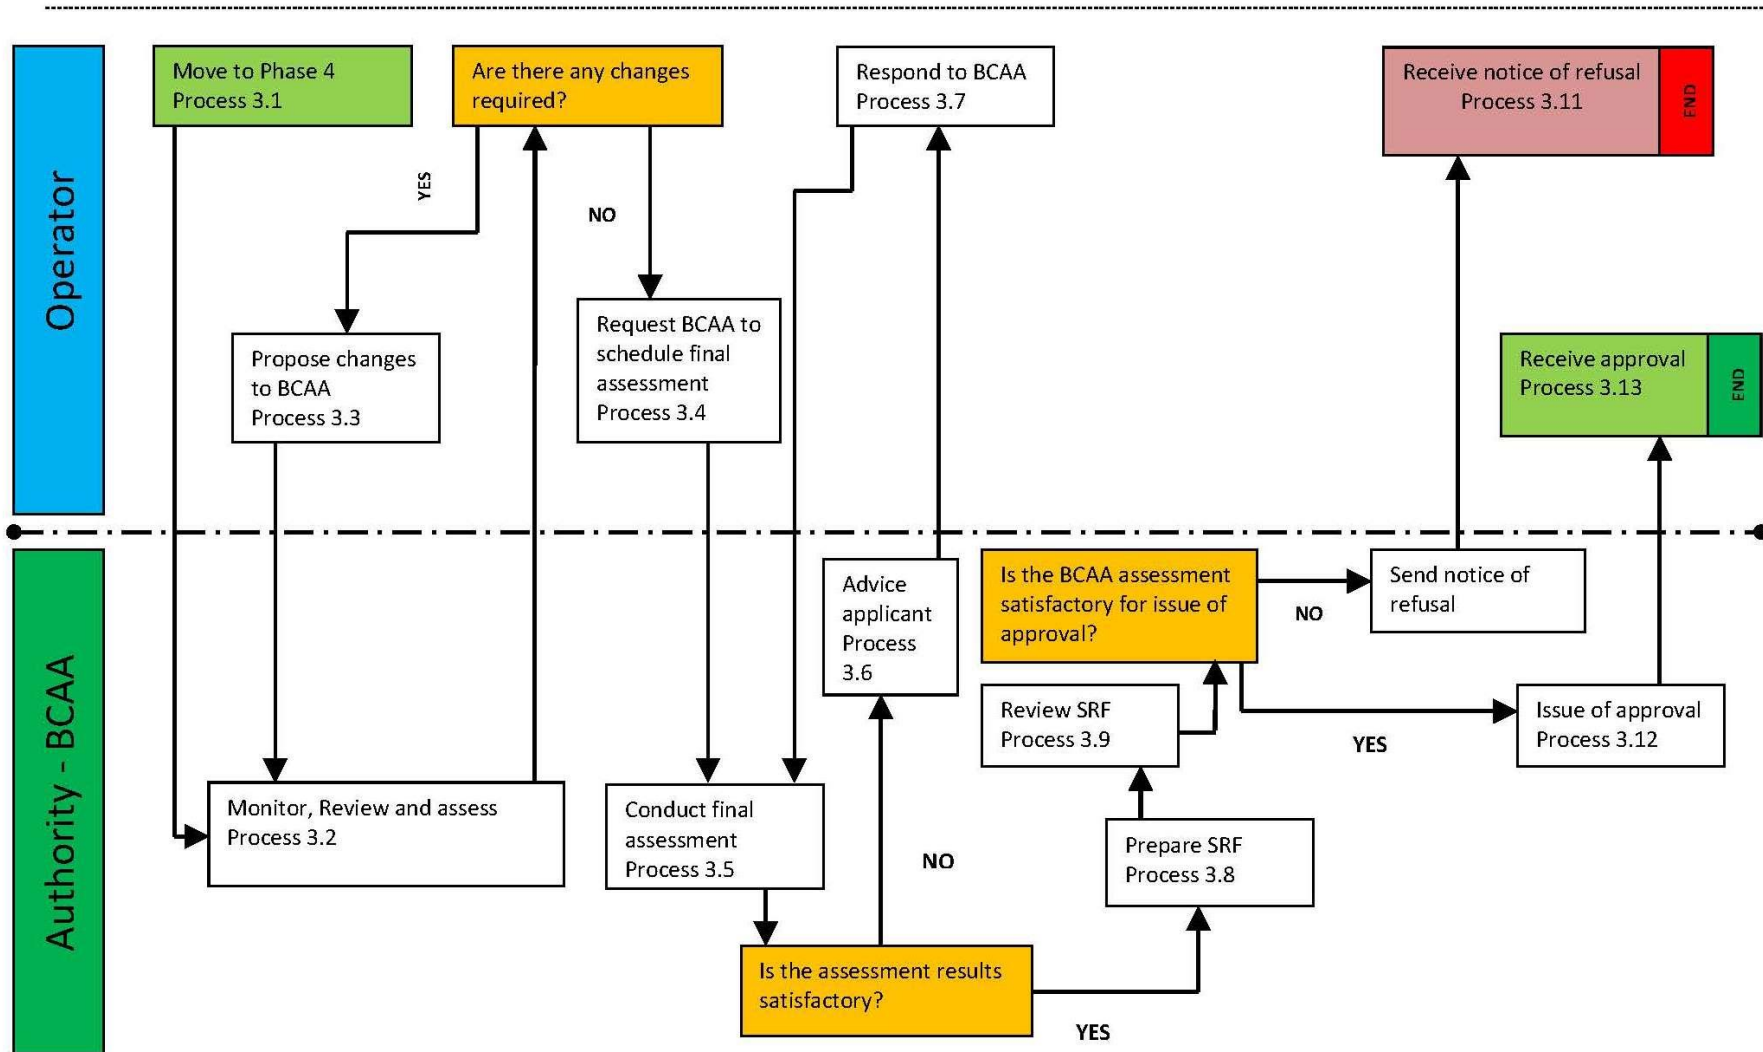 Operator
Move to Phase 4
Process 3.1
Are there any changes
required?
Respond to BCAA
Process 3.7
Receive notice of refusal
Process 3.11
END
YES
NO
Propose changes
to BCAA
Process 3.3
Request BCAA to
schedule final
assessment
Process 3.4
Receive approval
Process 3.13
END
Authority - BCAA
Advice
applicant
Process
3.6
Is the BCAA assessment
satisfactory for issue of
approval?
NO
Send notice of
refusal
Review SRF
Process 3.9
YES
Issue of approval
Process 3.12
Monitor, Review and assess
Process 3.2
Conduct final
assessment
Process 3.5
NO
Prepare SRF
Process 3.8
Is the assessment results
satisfactory?
YES